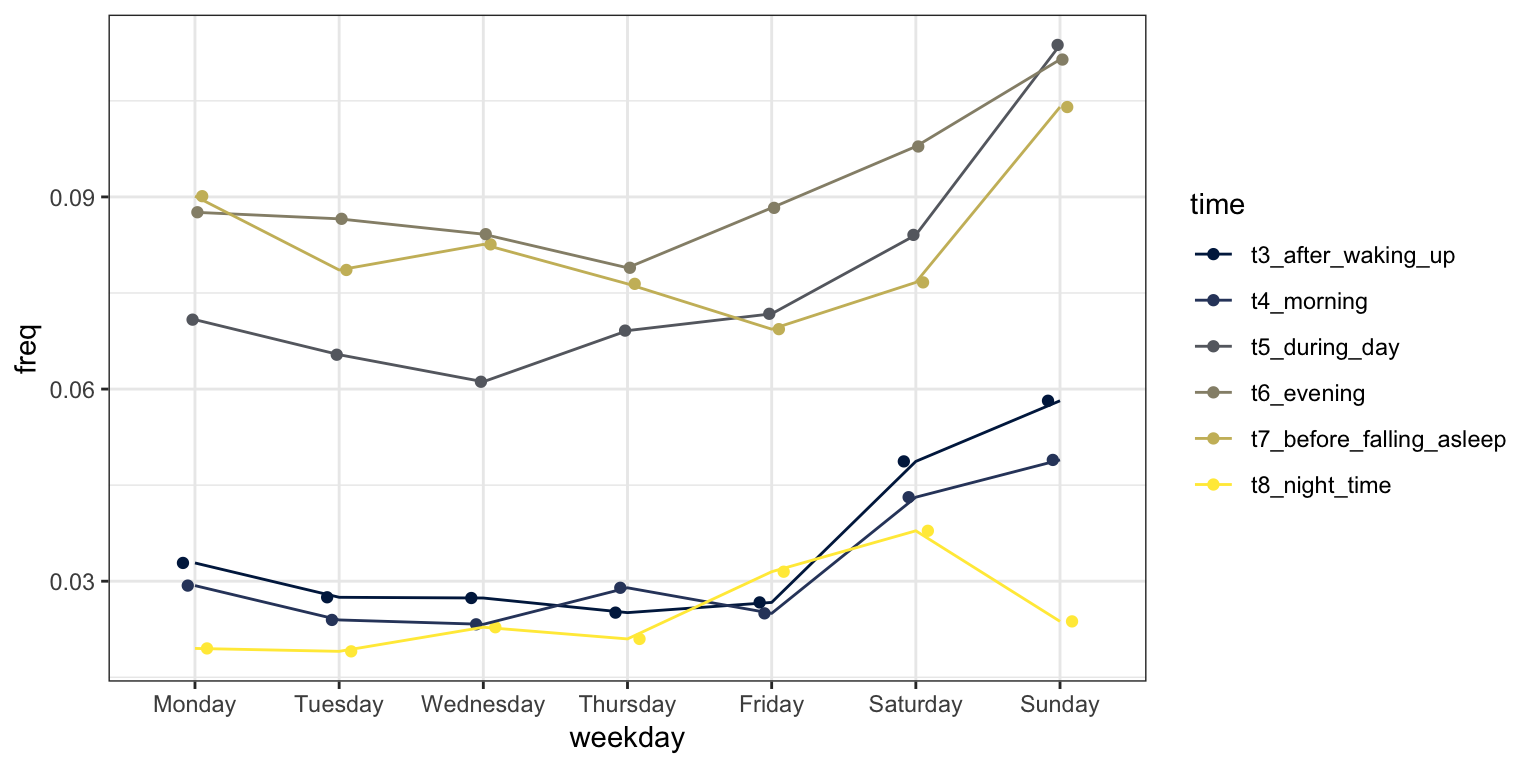 0.09
0.06
0.03
freq
Monday Tuesday Wednesday Thursday Friday Saturday Sunday
weekday
time
t3_after_waking_up
t4_morning
t5_during_day
t6_evening
t7_before_falling_asleep
t8_night_time